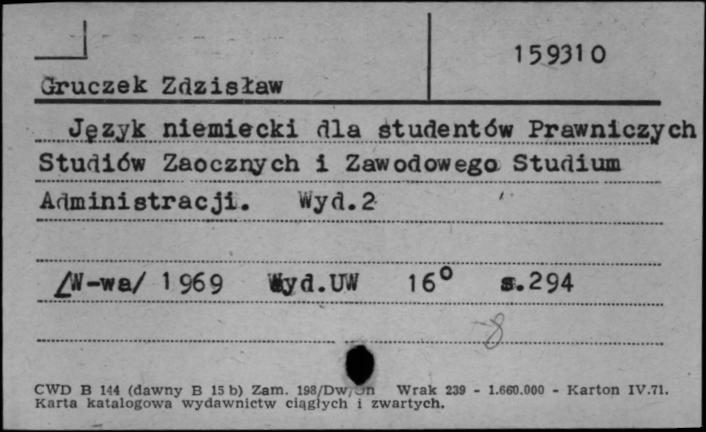 159310
Gruczek Zdzisław
Język niemiecki dla studentów Prawniczych
Studiów Zaocznych i Zawodowego Studium
Administracji. Wyd.2
/W-wa/ 1969 Wyd.UW 16° s.294
8
CWD B 144 (dawny B 15 b) Zam. 198/Dw/ Wrak 239 - 1.660.000 - Karton IV.71.
Karta katalogowa wydawnictw ciągłych i zwartych.